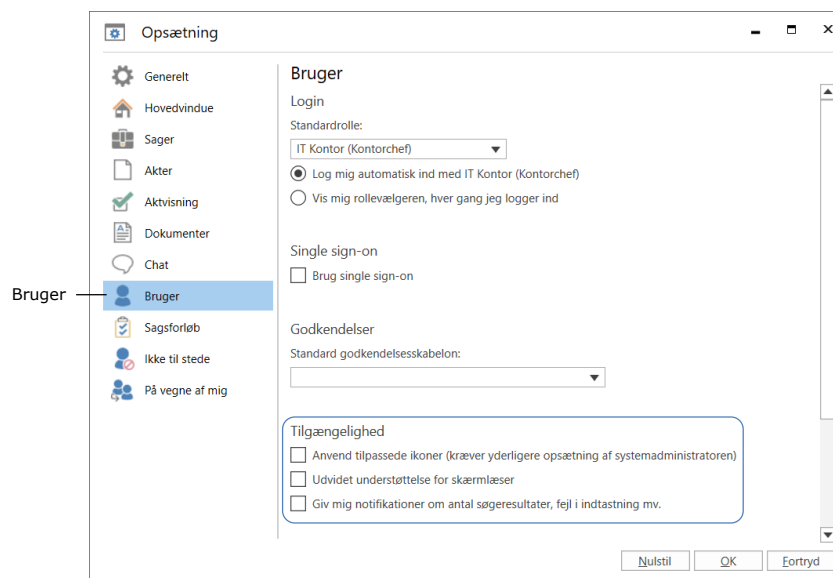 Opsætning
Generelt
Hovedvindue
Sager
Akter
Aktvisning
Dokumenter
Chat
Bruger
Bruger
Sagsforløb
Ikke til stede
På vegne af mig
Bruger
Login
Standardrolle:
IT Kontor (Kontorchef)
Log mig automatisk ind med IT Kontor (Kontorchef)
Vis mig rollevælgeren, hver gang jeg logger ind
Single sign-on
Brug single sign-on
Godkendelser
Standard godkendelsesskabelon:
Tilgængelighed
Anvend tilpassede ikoner (kræver yderligere opsætning af systemadministratoren)
Udvidet understøttelse for skærmlæser
Giv mig notifikationer om antal søgeresultater, fejl i indtastning mv.
Nulstil
OK
Fortryd